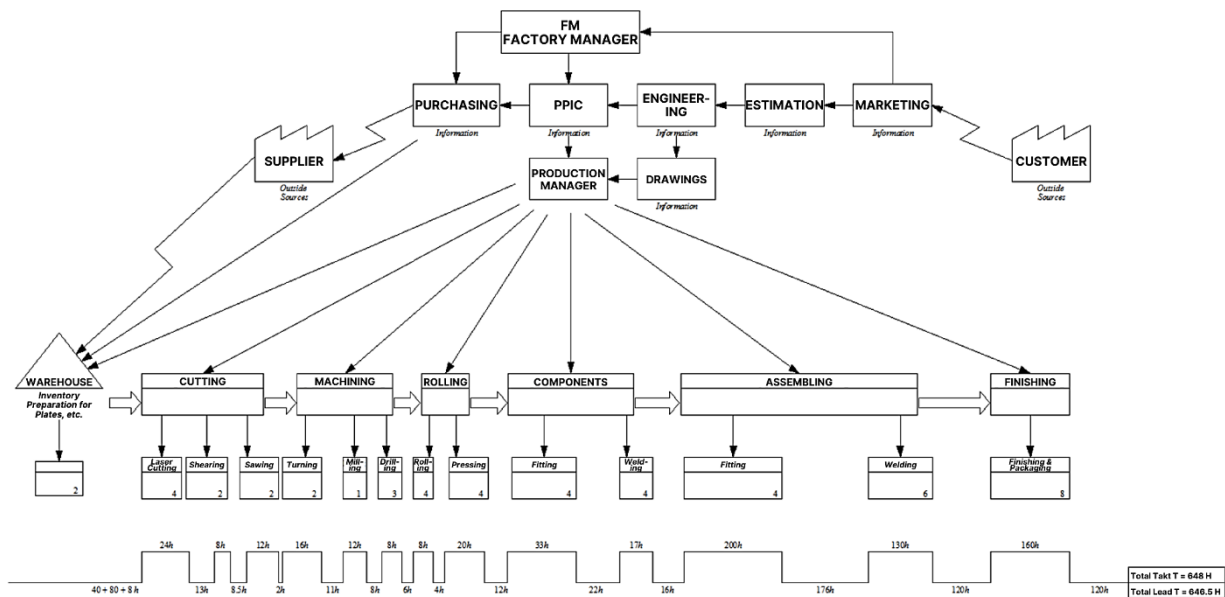 FM
FACTORY MANAGER
PURCHASING
PPIC
ENGINEER-
ING
ESTIMATION
MARKETING
Information
Information
Information
Information
SUPPLIER
CUSTOMER
PRODUCTION
MANAGER
DRAWINGS
Outside
Sources
Outside
Sources
Information
WAREHOUSE
CUTTING
MACHINING
ROLLING
COMPONENTS
ASSEMBLING
FINISHING
Inventory
Preparation for
Plates, etc.
Laser
Cutting
Shearing
Sawing
Turning
Mill-
ing
Drill-
ing
Roll-
ing
Pressing
Fitting
Weld-
ing
Fitting
Welding
Finishing &
Packaging
2
4
2
2
2
1
3
4
4
4
4
4
6
8
24h
8h
12h
16h
12h
8h
8h
20h
33h
17h
200h
130h
160h
40 + 80 + 8h
13h
8.5h
2h
11h
8h
6h
4h
12h
22h
16h
176h
120h
120h
Total Takt T = 648 H
Total Lead T = 646.5 H